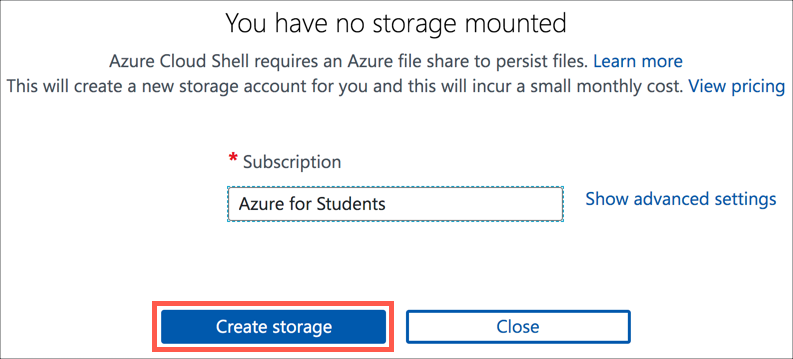 You have no storage mounted
Azure Cloud Shell requires an Azure file share to persist files. Learn more
This will create a new storage account for you and this will incur a small monthly cost. View pricing
* Subscription
Azure for Students
Show advanced settings
Create storage
Close